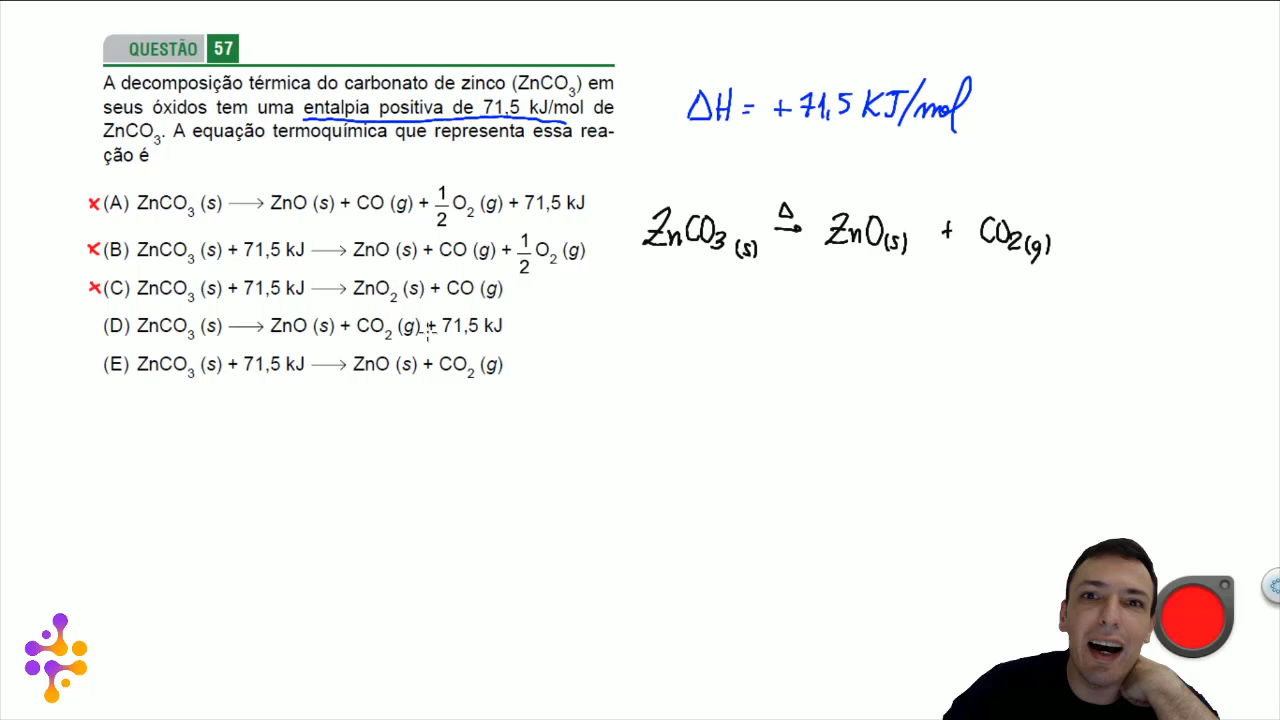 QUESTÃO 57
A decomposição térmica do carbonato de zinco (ZnCO₃) em
seus óxidos tem uma entalpia positiva de 71,5 kJ/mol de
ZnCO₃. A equação termoquímica que representa essa rea-
ção é
x (A) ZnCO₃ (s) ⟶ ZnO (s) + CO (g) + 1/2 O₂ (g) + 71,5 kJ
x (B) ZnCO₃ (s) + 71,5 kJ ⟶ ZnO (s) + CO (g) + 1/2 O₂ (g)
x (C) ZnCO₃ (s) + 71,5 kJ ⟶ ZnO₂ (s) + CO (g)
(D) ZnCO₃ (s) ⟶ ZnO (s) + CO₂ (g) + 71,5 kJ
(E) ZnCO₃ (s) + 71,5 kJ ⟶ ZnO (s) + CO₂ (g)
ΔH = + 71,5 KJ/mol
ZnCO₃ (s) →Δ ZnO(s) + CO₂(g)